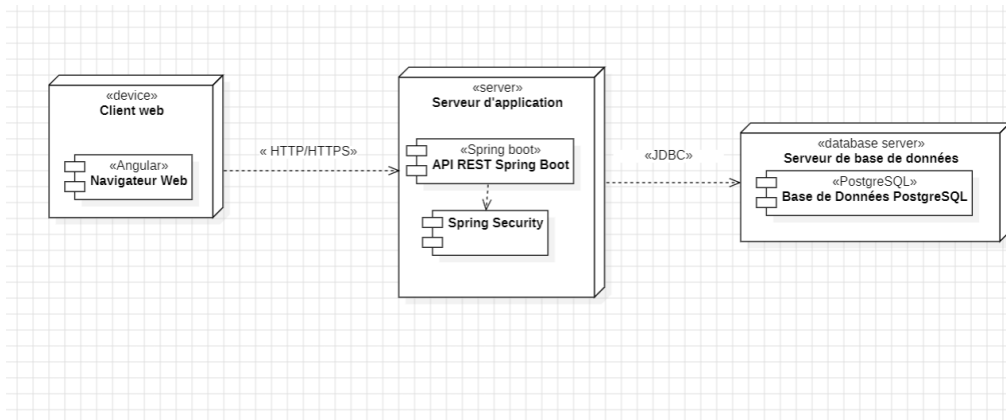 «device»
Client web
«Angular»
Navigateur Web
« HTTP/HTTPS»
«server»
Serveur d'application
«Spring boot»
API REST Spring Boot
Spring Security
«JDBC»
«database server»
Serveur de base de données
«PostgreSQL»
Base de Données PostgreSQL